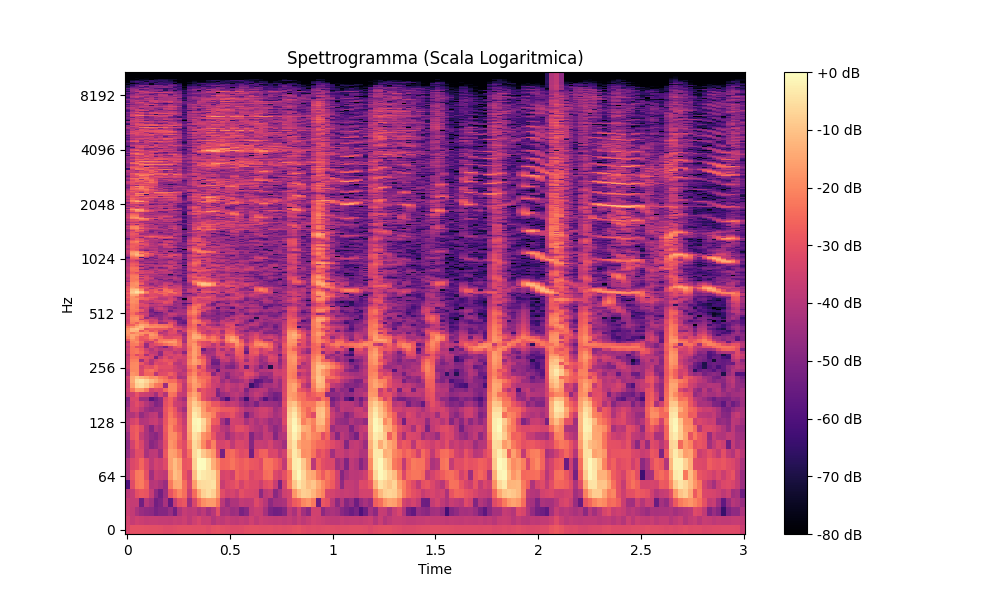 Spettrogramma (Scala Logaritmica)
Hz
8192
4096
2048
1024
512
256
128
64
0
0 0.5 1 1.5 2 2.5 3
Time
+0 dB
-10 dB
-20 dB
-30 dB
-40 dB
-50 dB
-60 dB
-70 dB
-80 dB